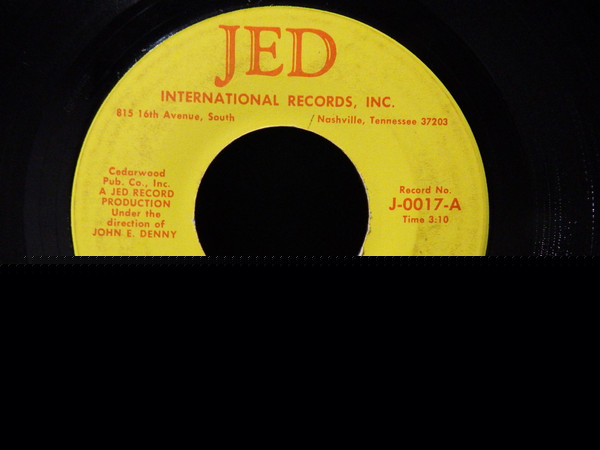 JED
INTERNATIONAL RECORDS, INC.
815 16th Avenue, South / Nashville, Tennessee 37203
Cedarwood
Pub. Co., Inc.
A JED RECORD
PRODUCTION
Under the
direction of
JOHN E. DENNY
Record No.
J-0017-A
Time 3:10